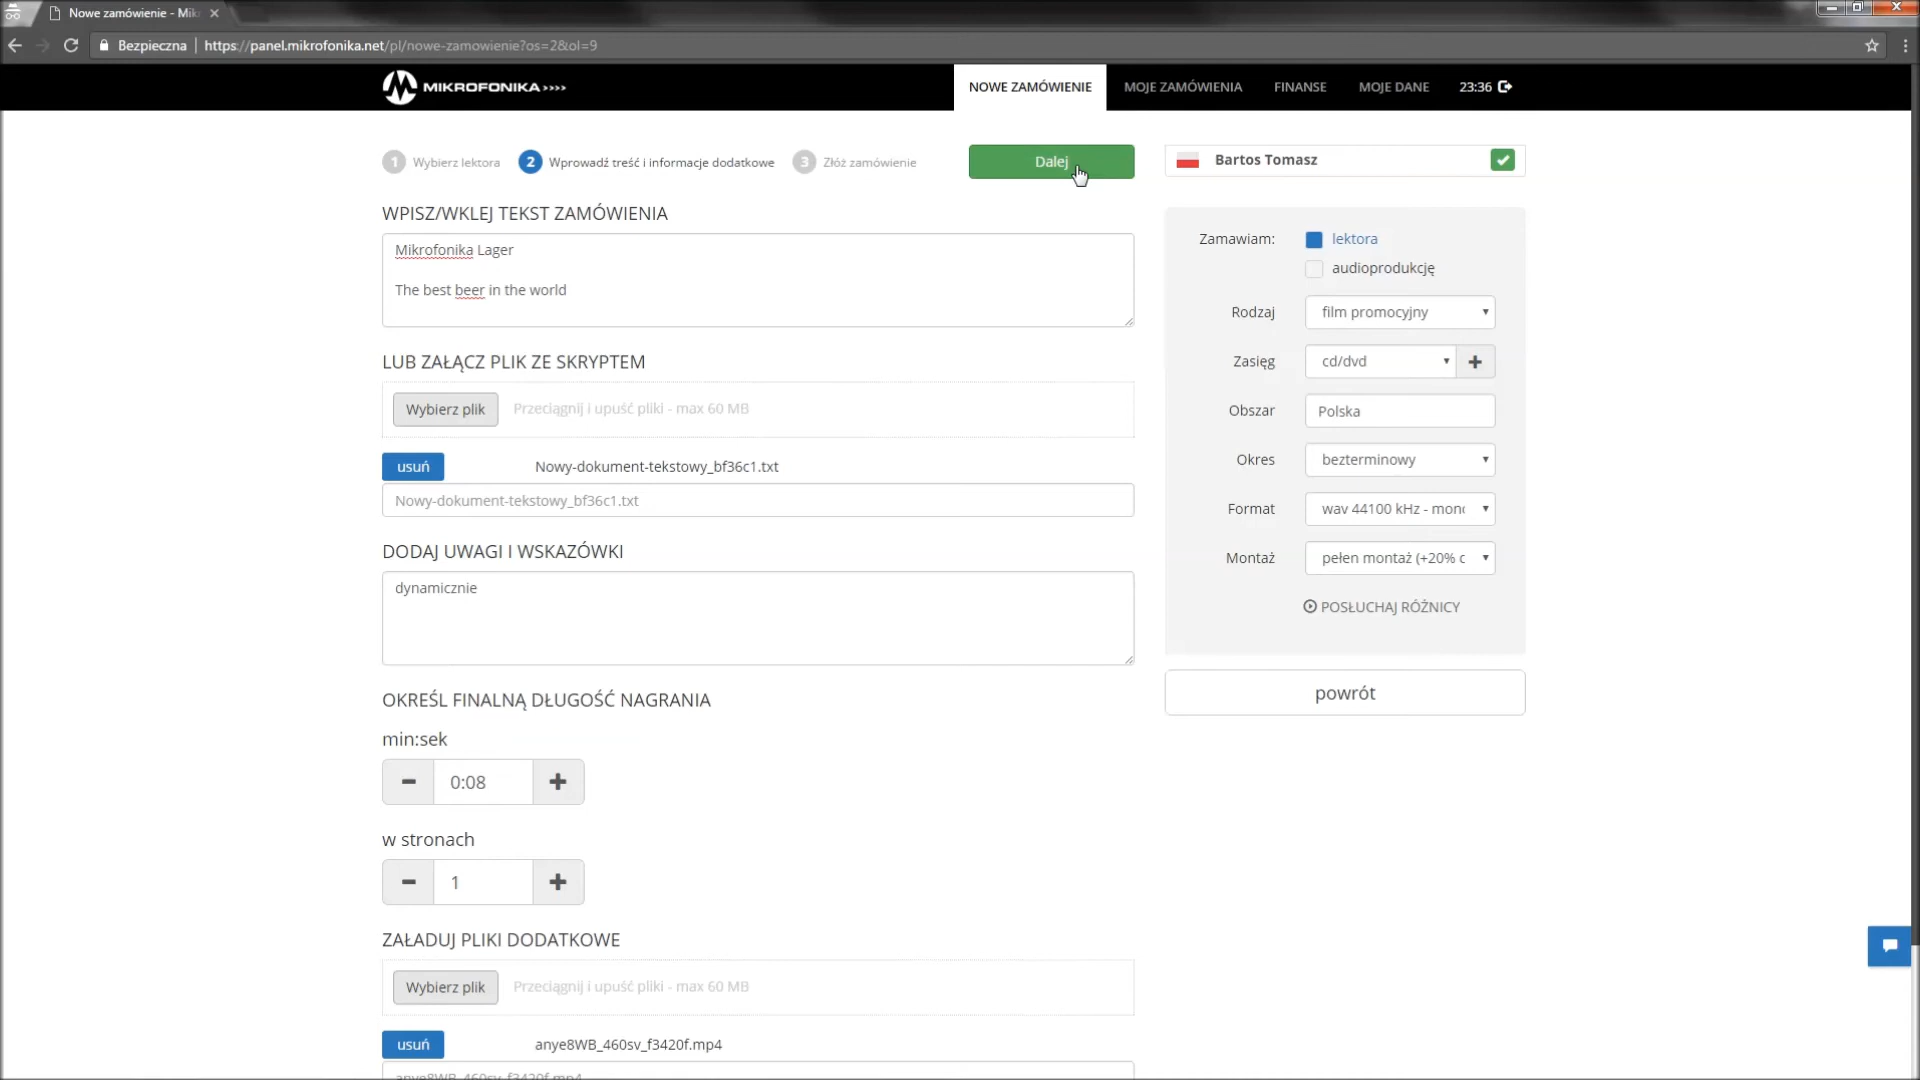 Nowe zamówienie - Mik
Bezpieczna | https://panel.mikrofonika.net/pl/nowe-zamowienie?os=2&ol=9
MIKROFONIKA >>>>
NOWE ZAMÓWIENIE
MOJE ZAMÓWIENIA
FINANSE
MOJE DANE
23:36
1 Wybierz lektora
2 Wprowadź treść i informacje dodatkowe
3 Złóż zamówienie
Dalej
Bartos Tomasz
WPISZ/WKLEJ TEKST ZAMÓWIENIA
Mikrofonika Lager
The best beer in the world
LUB ZAŁĄCZ PLIK ZE SKRYPTEM
Wybierz plik
Przeciągnij i upuść pliki - max 60 MB
usuń
Nowy-dokument-tekstowy_bf36c1.txt
Nowy-dokument-tekstowy_bf36c1.txt
DODAJ UWAGI I WSKAZÓWKI
dynamicznie
OKREŚL FINALNĄ DŁUGOŚĆ NAGRANIA
min:sek
0:08
w stronach
1
ZAŁADUJ PLIKI DODATKOWE
Wybierz plik
Przeciągnij i upuść pliki - max 60 MB
usuń
anye8WB_460sv_f3420f.mp4
anye8WB_460sv_f3420f.mp4
Zamawiam:
lektora
audioprodukcję
Rodzaj
film promocyjny
Zasięg
cd/dvd
Obszar
Polska
Okres
bezterminowy
Format
wav 44100 kHz - mono
Montaż
pełen montaż (+20% c
POSŁUCHAJ RÓŻNICY
powrót